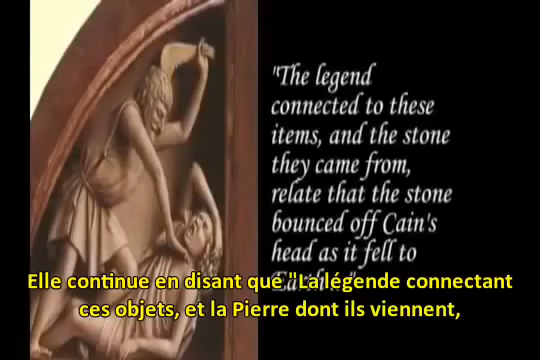 "The legend
connected to these
items, and the stone
they came from,
relate that the stone
bounced off Cain's
head as it fell to
Elle continue en disant que "La légende connectant
ces objets, et la Pierre dont ils viennent,